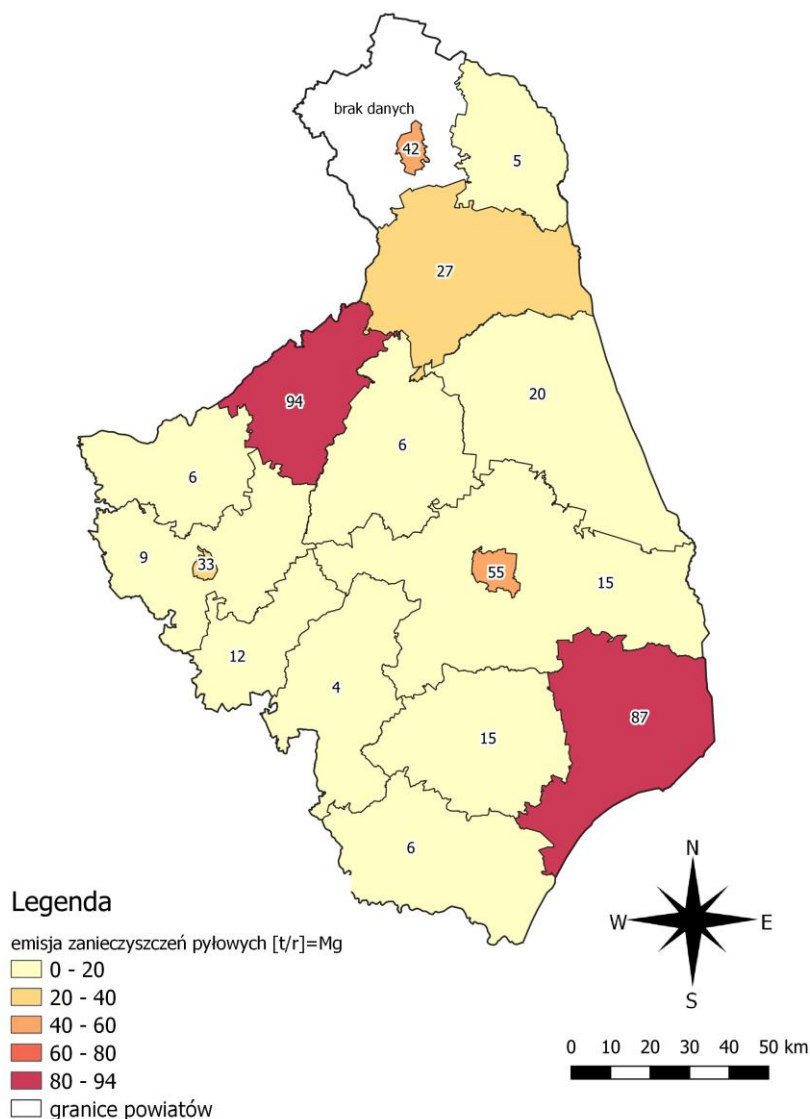 brak danych
42
5
27
94
20
6
6
9
33
55
15
12
4
87
15
6
N
W
E
S
Legenda
emisja zanieczyszczeń pyłowych [t/r]=Mg
0 - 20
20 - 40
40 - 60
60 - 80
80 - 94
granice powiatów
0 10 20 30 40 50 km